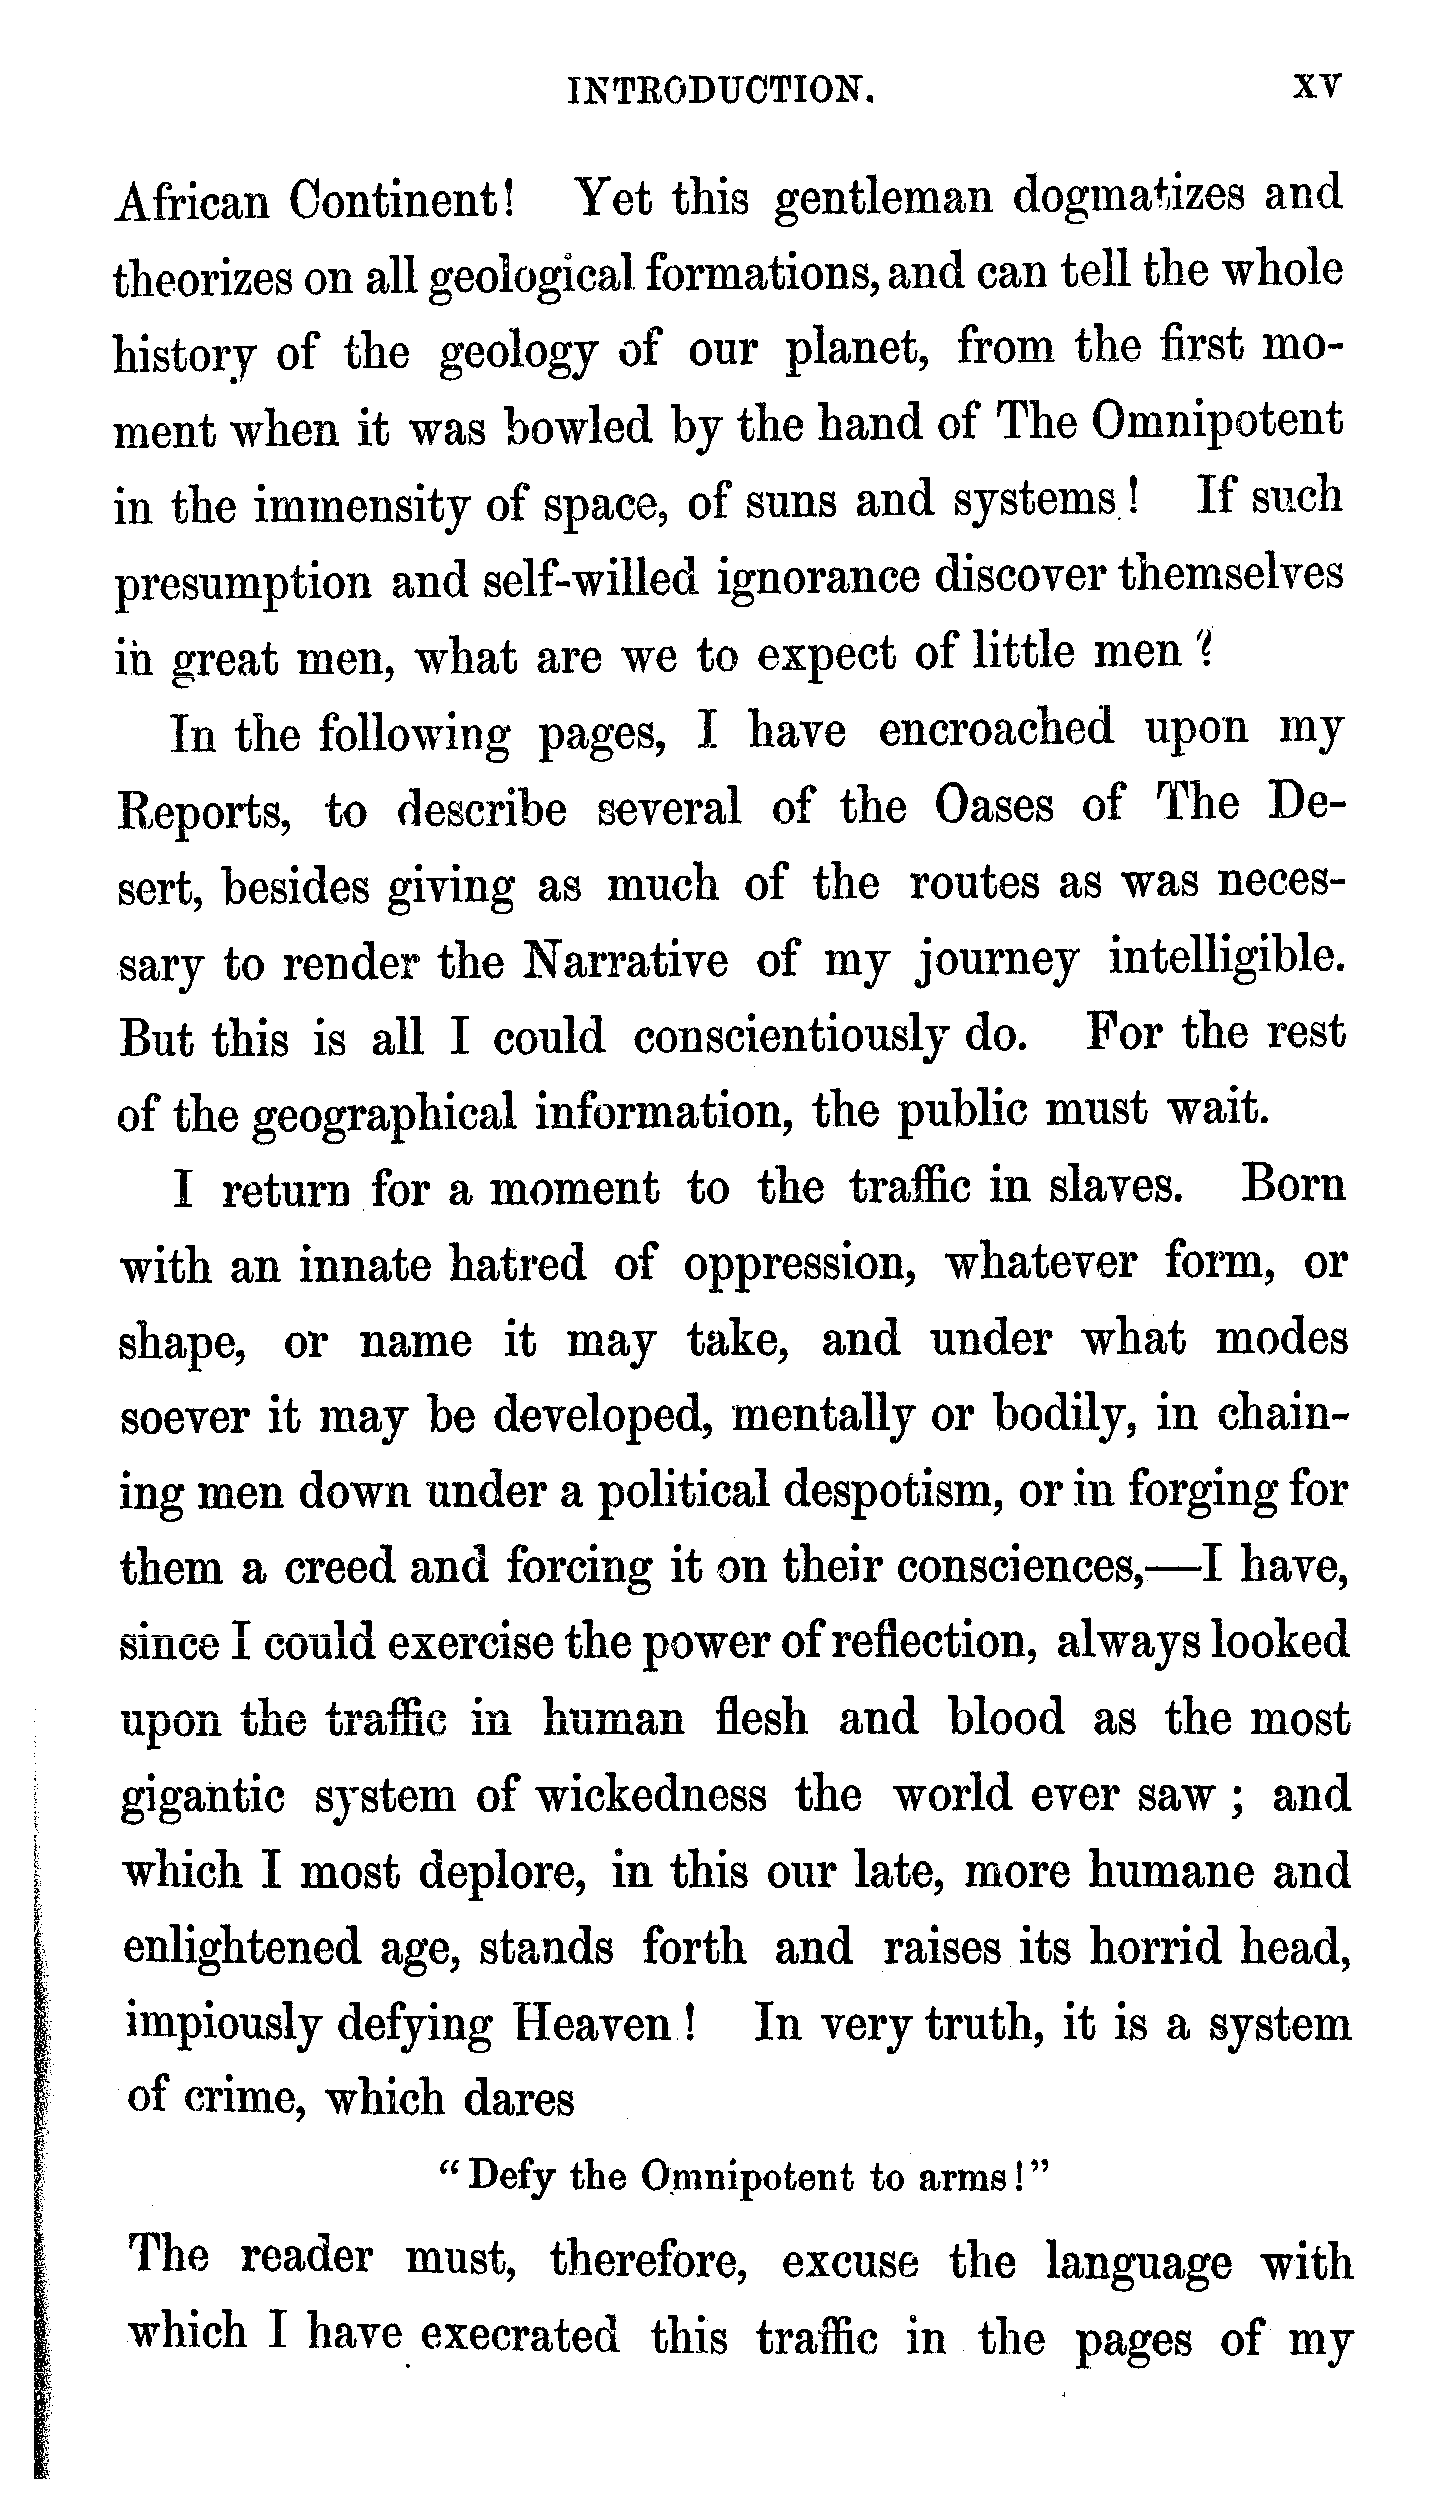 INTRODUCTION. XV
African Continent! Yet this gentleman dogmatizes and
theorizes on all geological formations, and can tell the whole
history of the geology of our planet, from the first mo-
ment when it was bowled by the hand of The Omnipotent
in the immensity of space, of suns and systems! If such
presumption and self-willed ignorance discover themselves
in great men, what are we to expect of little men?
In the following pages, I have encroached upon my
Reports, to describe several of the Oases of The De-
sert, besides giving as much of the routes as was neces-
sary to render the Narrative of my journey intelligible.
But this is all I could conscientiously do. For the rest
of the geographical information, the public must wait.
I return for a moment to the traffic in slaves. Born
with an innate hatred of oppression, whatever form, or
shape, or name it may take, and under what modes
soever it may be developed, mentally or bodily, in chain-
ing men down under a political despotism, or in forging for
them a creed and forcing it on their consciences,—I have,
since I could exercise the power of reflection, always looked
upon the traffic in human flesh and blood as the most
gigantic system of wickedness the world ever saw; and
which I most deplore, in this our late, more humane and
enlightened age, stands forth and raises its horrid head,
impiously defying Heaven! In very truth, it is a system
of crime, which dares
"Defy the Omnipotent to arms!"
The reader must, therefore, excuse the language with
which I have execrated this traffic in the pages of my